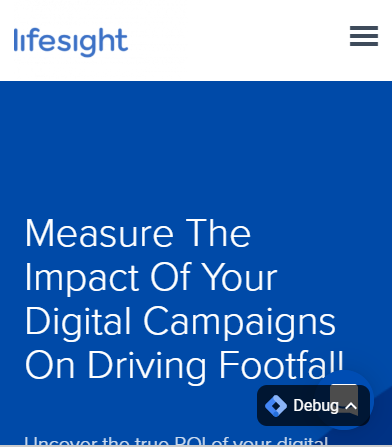 lifesight
Measure The
Impact Of Your
Digital Campaigns
On Driving Footfall
Debug
Uncover the true ROI of your digital